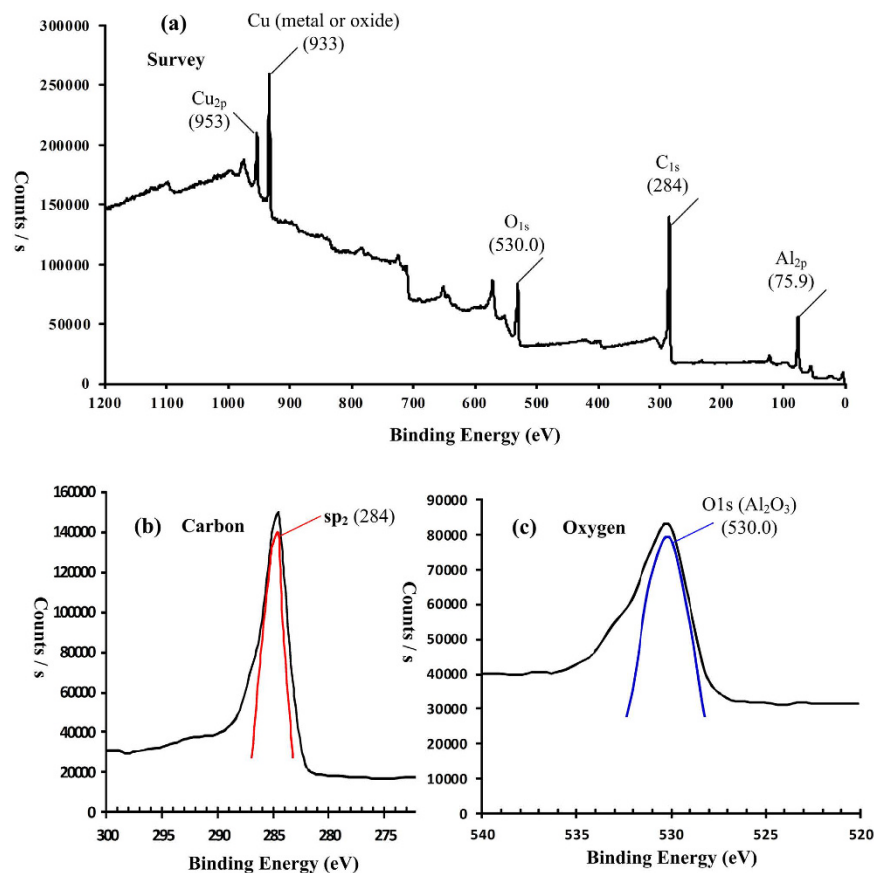 (a)
Survey
Cu (metal or oxide)
(933)
Cu₂p
(953)
O₁s
(530.0)
C₁s
(284)
Al₂p
(75.9)
300000
250000
200000
150000
100000
50000
0
Counts / s
1200 1100 1000 900 800 700 600 500 400 300 200 100 0
Binding Energy (eV)
(b) Carbon
sp₂ (284)
160000
140000
120000
100000
80000
60000
40000
20000
0
Counts / s
300 295 290 285 280 275
Binding Energy (eV)
(c) Oxygen
O1s (Al₂O₃)
(530.0)
90000
80000
70000
60000
50000
40000
30000
20000
10000
0
Counts / s
540 535 530 525 520
Binding Energy (eV)